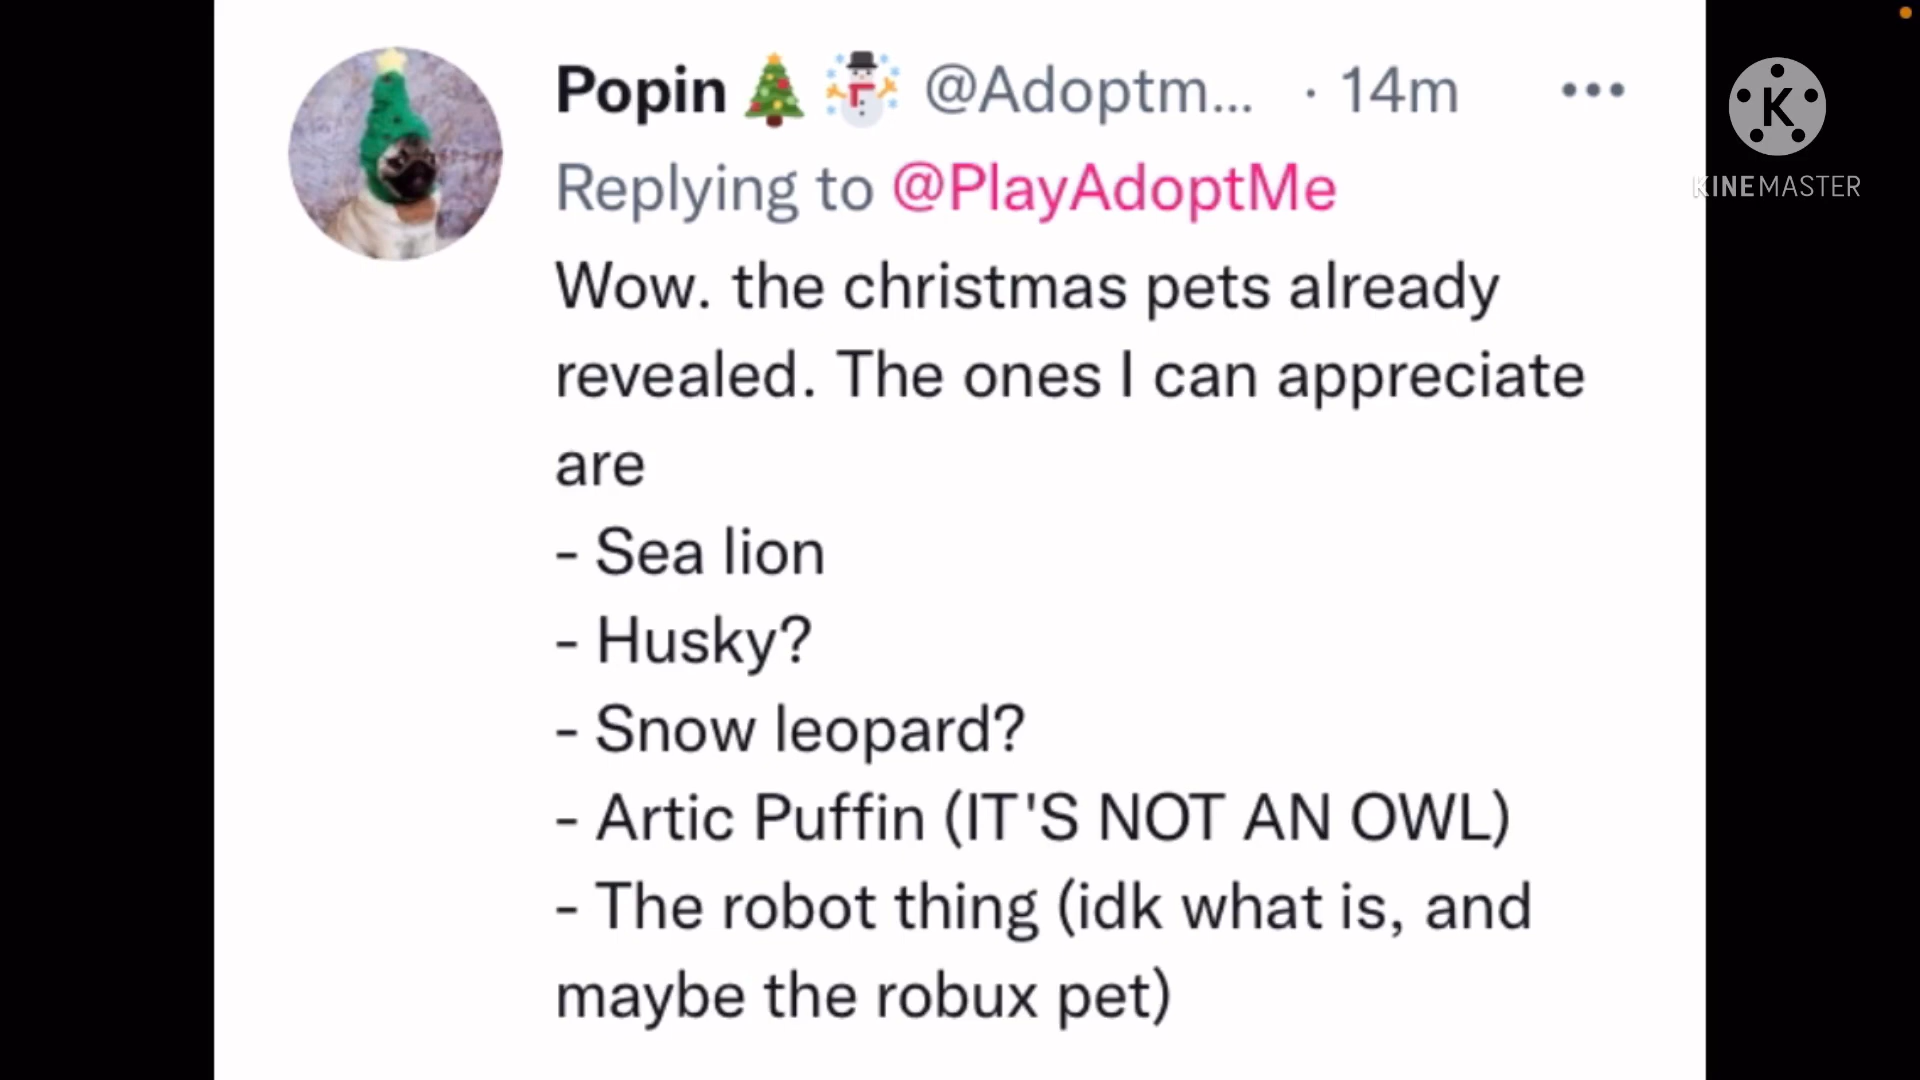 Popin 🎄 ☃️ @Adoptm... · 14m
Replying to @PlayAdoptMe
Wow. the christmas pets already
revealed. The ones I can appreciate
are
- Sea lion
- Husky?
- Snow leopard?
- Artic Puffin (IT'S NOT AN OWL)
- The robot thing (idk what is, and
maybe the robux pet)
K
KINEMASTER